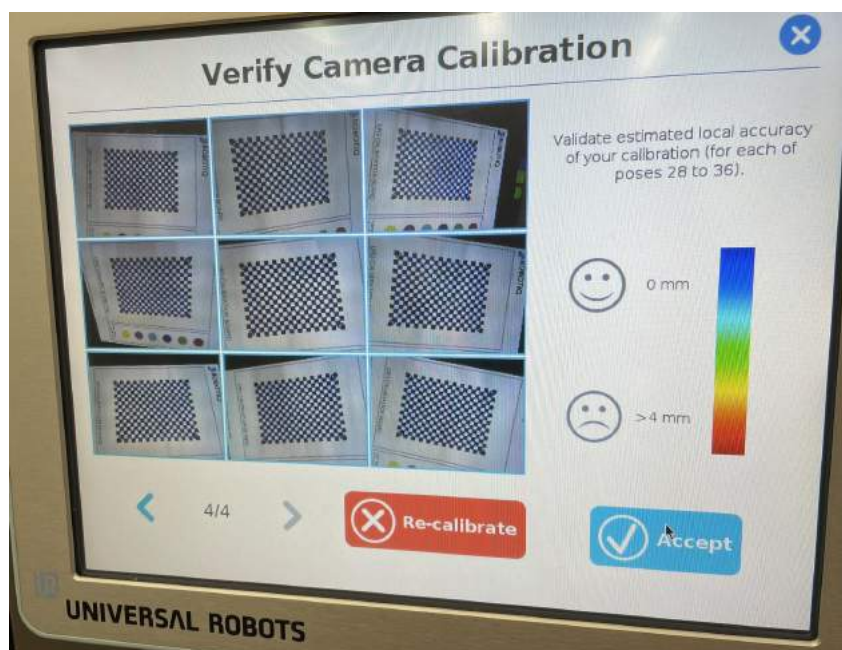 Verify Camera Calibration
ROBOTIQ
Validate estimated local accuracy
of your calibration (for each of
poses 28 to 36).
0 mm
>4 mm
4/4
Re-calibrate
Accept
UNIVERSAL ROBOTS